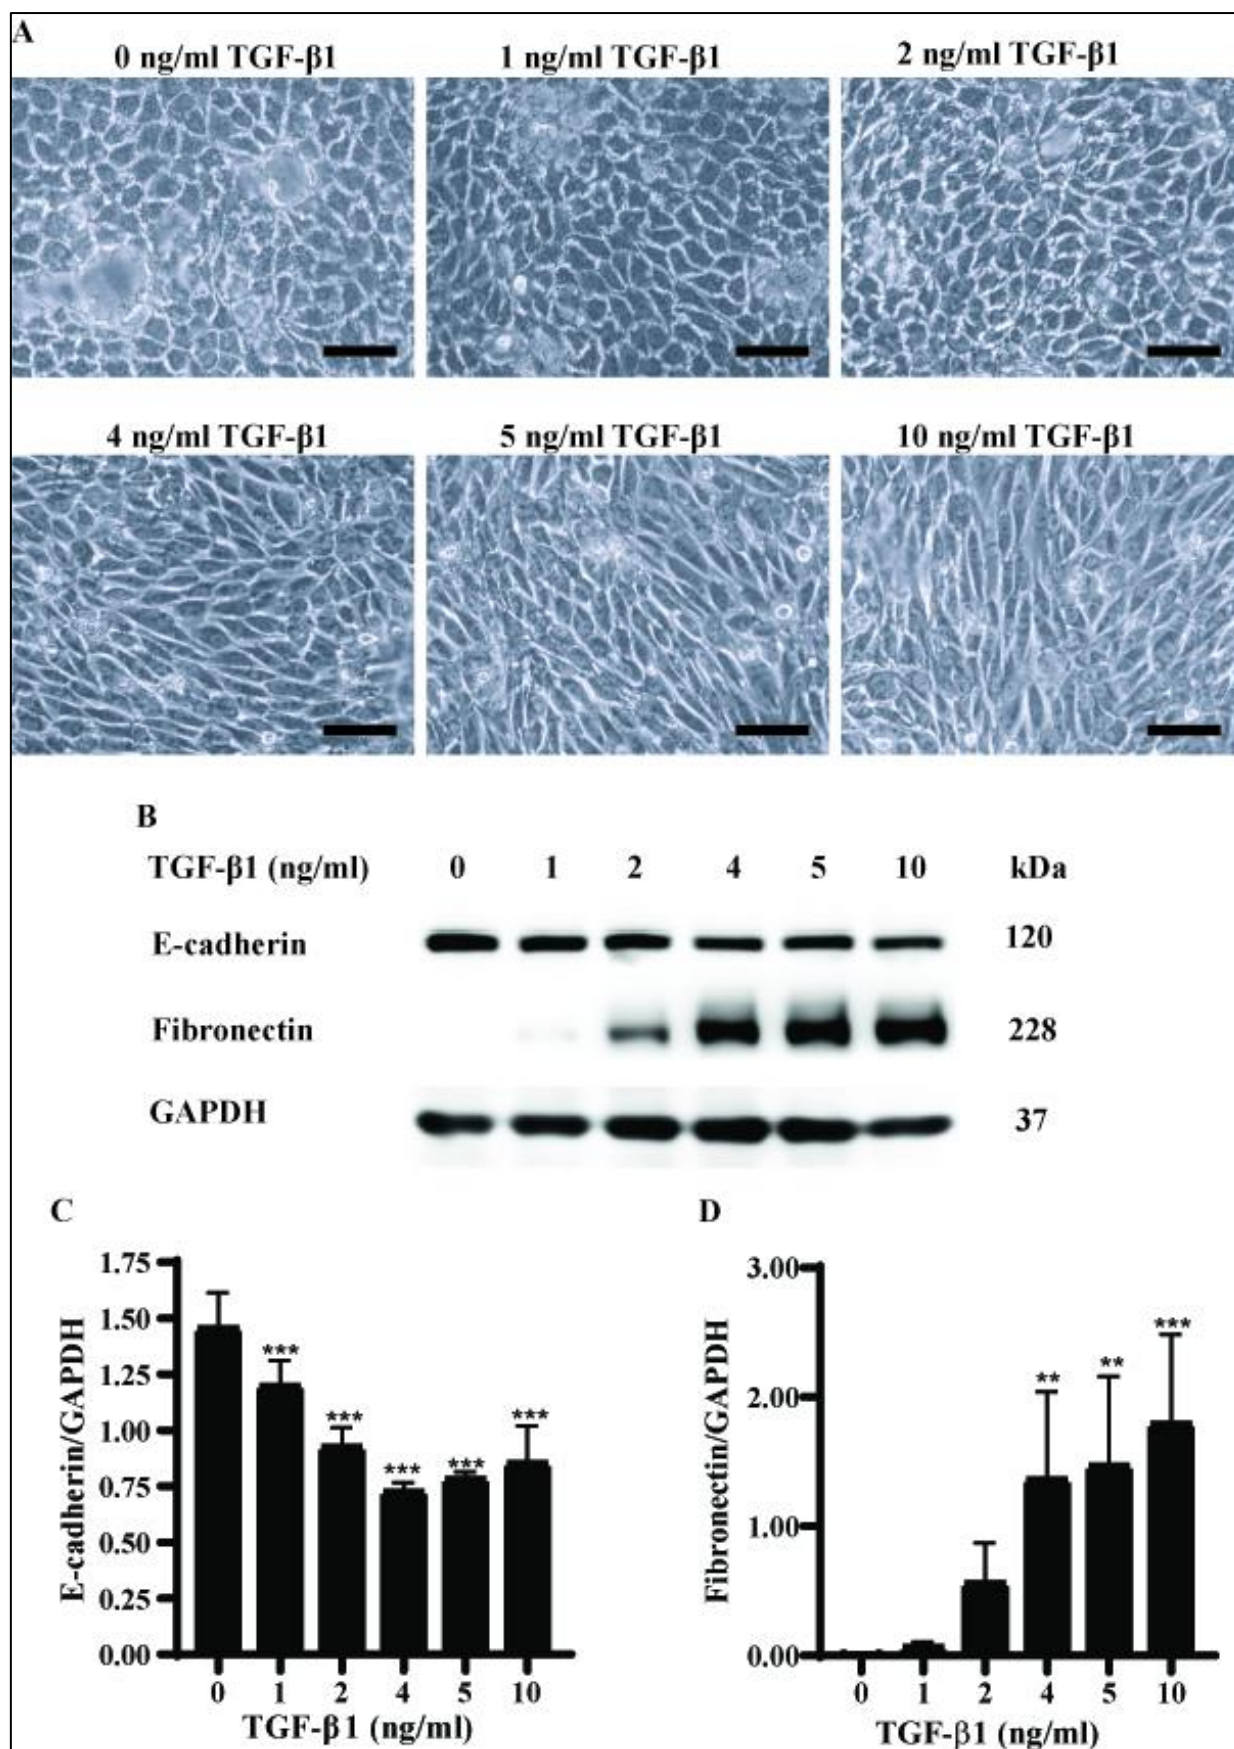 A
0 ng/ml TGF-β1 1 ng/ml TGF-β1 2 ng/ml TGF-β1
4 ng/ml TGF-β1 5 ng/ml TGF-β1 10 ng/ml TGF-β1
B
TGF-β1 (ng/ml) 0 1 2 4 5 10 kDa
E-cadherin 120
Fibronectin 228
GAPDH 37
C
E-cadherin/GAPDH
1.75
1.50
1.25
1.00
0.75
0.50
0.25
0.00
*** *** *** *** ***
0 1 2 4 5 10
TGF-β1 (ng/ml)
D
Fibronectin/GAPDH
3.00
2.00
1.00
0.00
** ** ***
0 1 2 4 5 10
TGF-β1 (ng/ml)